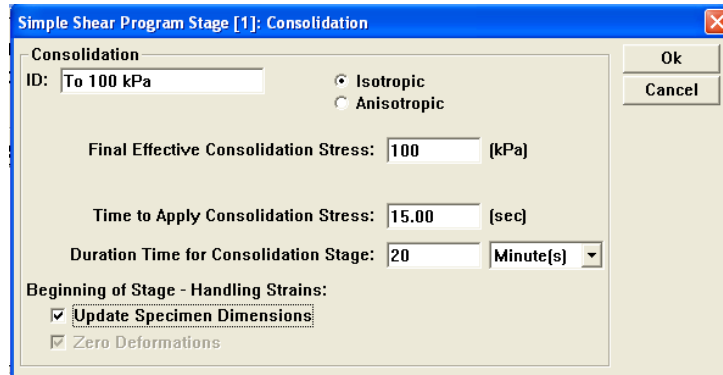 Simple Shear Program Stage [1]: Consolidation
Consolidation
Ok
ID: To 100 kPa
Isotropic
Cancel
Anisotropic
Final Effective Consolidation Stress: 100 (kPa)
Time to Apply Consolidation Stress: 15.00 (sec)
Duration Time for Consolidation Stage: 20 Minute(s)
Beginning of Stage - Handling Strains:
Update Specimen Dimensions
Zero Deformations